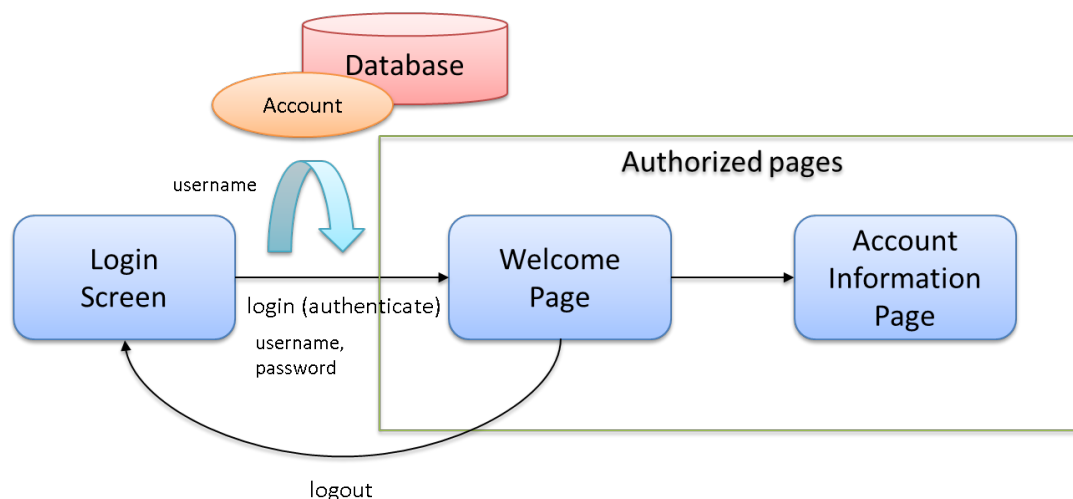 Database
Account
Authorized pages
username
Login
Screen
Welcome
Page
Account
Information
Page
login (authenticate)
username,
password
logout